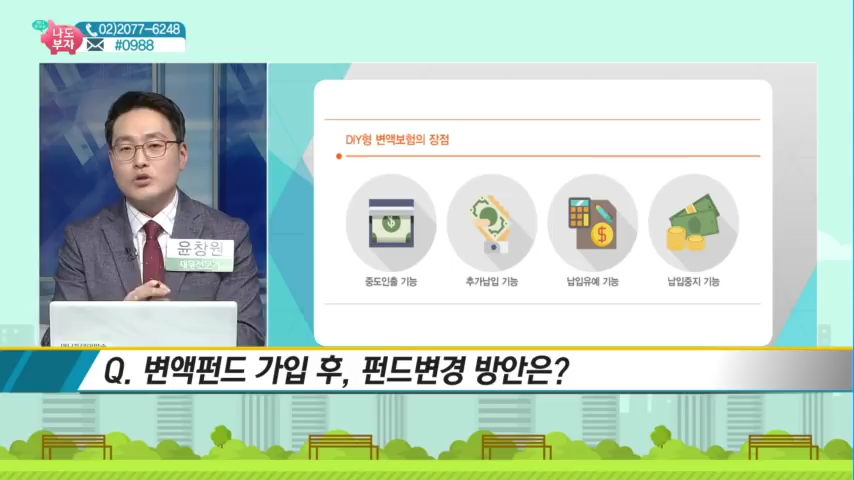 나도
부자
02)2077-6248
#0988
DIY형 변액보험의 장점
중도인출 기능
추가납입 기능
납입유예 기능
납입중지 기능
윤창원
Q. 변액펀드 가입 후, 펀드변경 방안은?